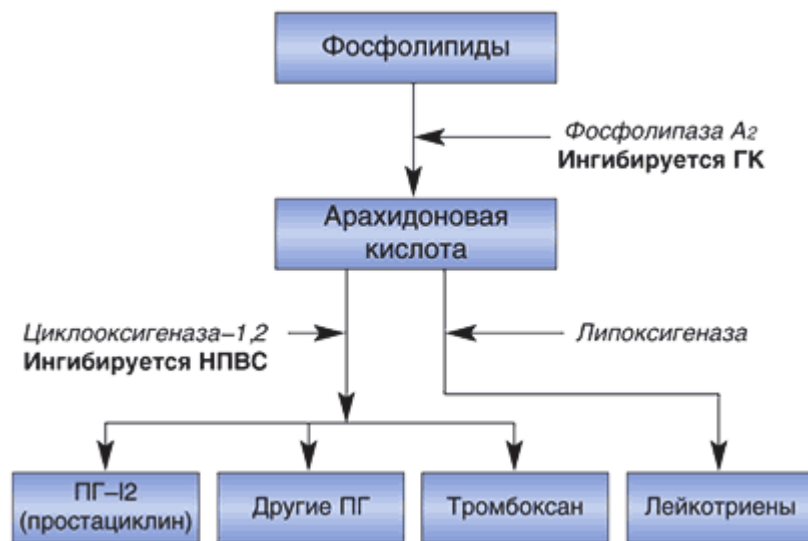 Фосфолипиды
Фосфолипаза А2
Ингибируется ГК
Арахидоновая
кислота
Циклооксигеназа–1,2
Ингибируется НПВС
Липоксигеназа
ПГ–I2
(простациклин)
Другие ПГ
Тромбоксан
Лейкотриены